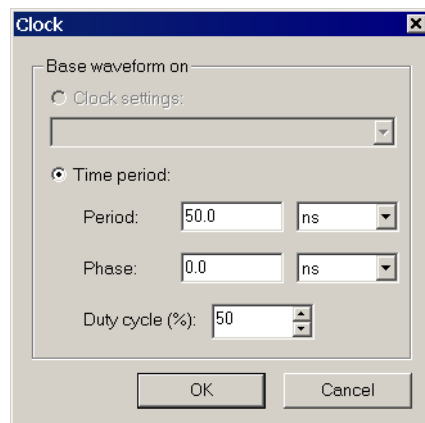 Clock
Base waveform on
Clock settings:
Time period:
Period: 50.0 ns
Phase: 0.0 ns
Duty cycle (%): 50
OK Cancel